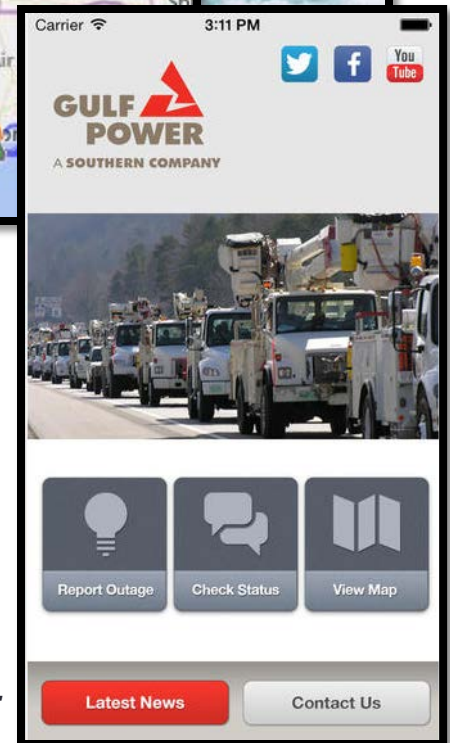 Carrier 3:11 PM
You
Tube
GULF
POWER
A SOUTHERN COMPANY
Report Outage Check Status View Map
Latest News Contact Us